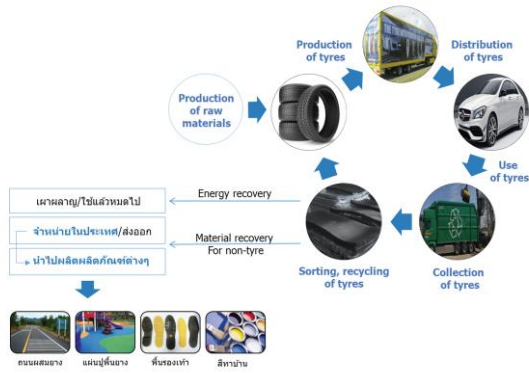 Production
of tyres
Distribution
of tyres
Production
of raw
materials
Use
of tyres
Energy recovery
เผาผลาญ/ใช้แล้วหมดไป
จำหน่ายในประเทศ/ส่งออก
Material recovery
For non-tyre
นำไปผลิตผลิตภัณฑ์ต่างๆ
Sorting, recycling
of tyres
Collection
of tyres
ถนนผสมยาง
แผ่นปูพื้นยาง
พื้นรองเท้า
สีทาบ้าน